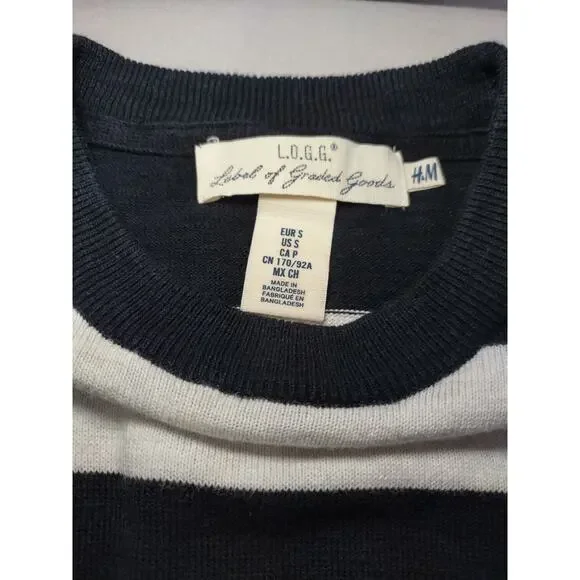 L.O.G.G.®
Label of Graded Goods
H&M
EUR S
US S
CA P
CN 170/92A
MX CH
MADE IN
BANGLADESH
FABRIQUÉ EN
BANGLADESH